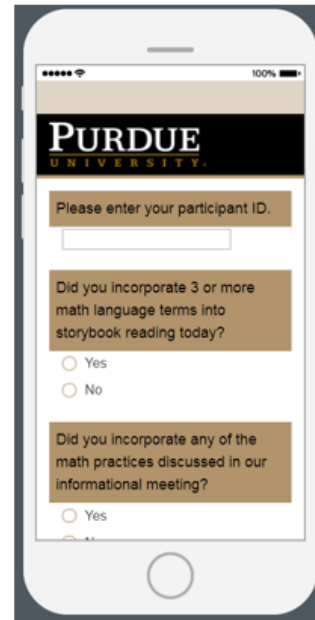 100%
PURDUE
UNIVERSITY.
Please enter your participant ID.
Did you incorporate 3 or more
math language terms into
storybook reading today?
Yes
No
Did you incorporate any of the
math practices discussed in our
informational meeting?
Yes